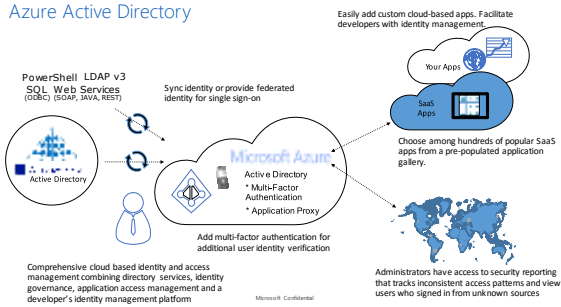 Azure Active Directory
Easily add custom cloud-based apps. Facilitate
developers with identity management.
Your Apps
PowerShell LDAP v3
SQL Web Services
(ODBC) (SOAP, JAVA, REST)
Sync identity or provide federated
identity for single sign-on
SaaS
Apps
Choose among hundreds of popular SaaS
apps from a pre-populated application
gallery.
Active Directory
Microsoft Azure
Active Directory
* Multi-Factor
Authentication
* Application Proxy
Add multi-factor authentication for
additional user identity verification
Comprehensive cloud based identity and access
management combining directory services, identity
governance, application access management and a
developer's identity management platform
Administrators have access to security reporting
that tracks inconsistent access patterns and view
users who signed in from unknown sources
Microsoft Confidential